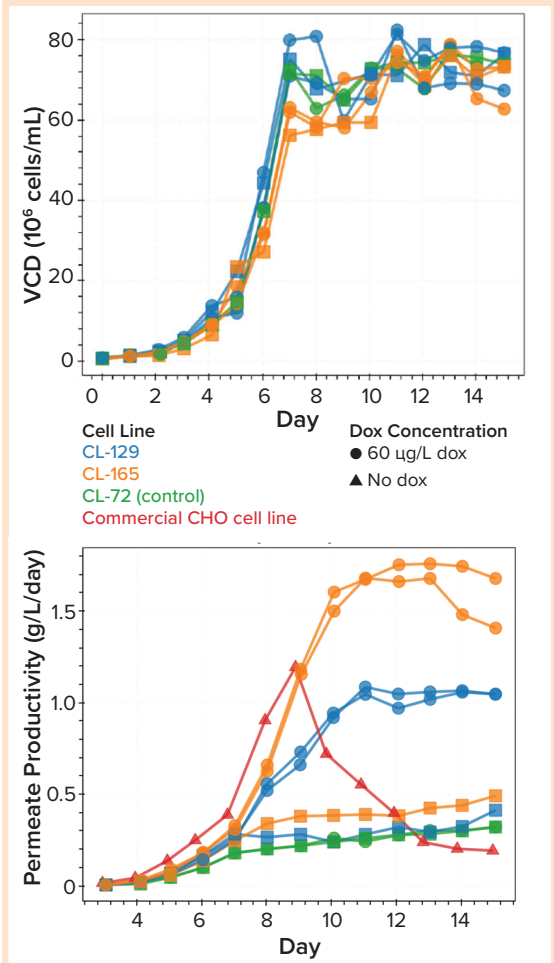 VCD (10⁶ cells/mL)
80
60
40
20
0
0 2 4 6 8 10 12 14
Day
Cell Line
CL-129
CL-165
CL-72 (control)
Commercial CHO cell line
Dox Concentration
60 µg/L dox
No dox
Permeate Productivity (g/L/day)
1.5
1.0
0.5
0
4 6 8 10 12 14
Day